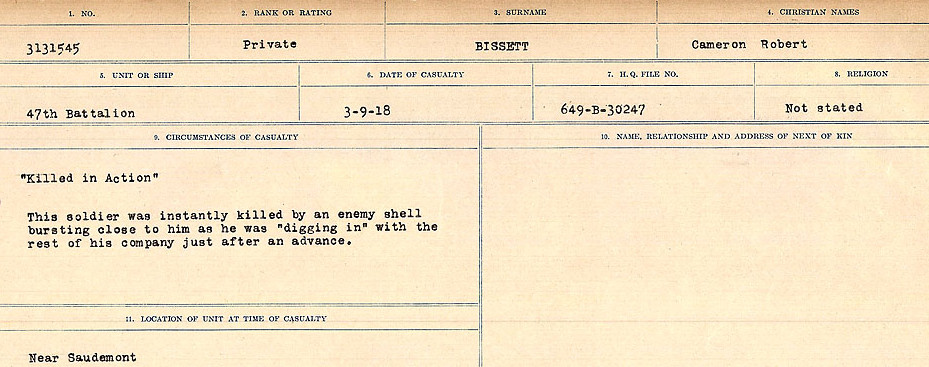 1. NO. 2. RANK OR RATING 3. SURNAME 4. CHRISTIAN NAMES
3131545 Private BISSETT Cameron Robert
5. UNIT OR SHIP 6. DATE OF CASUALTY 7. H.Q. FILE NO. 8. RELIGION
47th Battalion 3-9-18 649-B-30247 Not stated
9. CIRCUMSTANCES OF CASUALTY
"Killed in Action"
This soldier was instantly killed by an enemy shell
bursting close to him as he was "digging in" with the
rest of his company just after an advance.
10. NAME, RELATIONSHIP AND ADDRESS OF NEXT OF KIN
11. LOCATION OF UNIT AT TIME OF CASUALTY
Near Saudemont